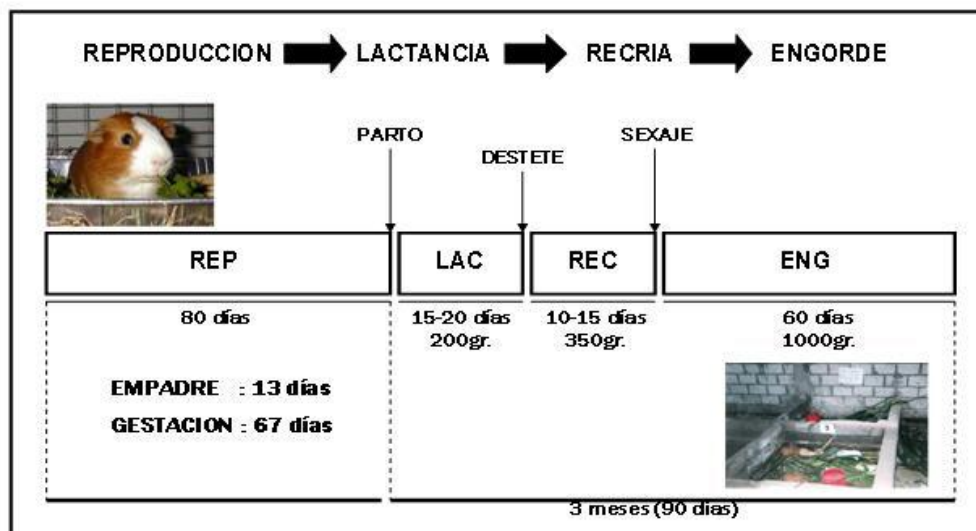 REPRODUCCION LACTANCIA RECRIA ENGORDE
PARTO
DESTETE
SEXAJE
REP LAC REC ENG
80 días 15-20 días 10-15 días 60 días
200gr. 350gr. 1000gr.
EMPADRE : 13 días
GESTACION : 67 días
3 meses (90 dias)